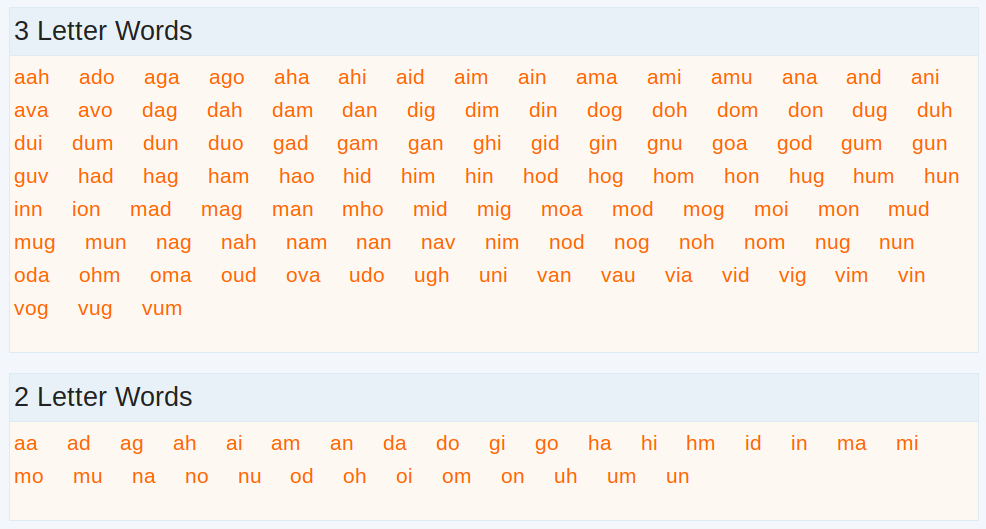 3 Letter Words
aah ado aga ago aha ahi aid aim ain ama ami amu ana and ani
ava avo dag dah dam dan dig dim din dog doh dom don dug duh
dui dum dun duo gad gam gan ghi gid gin gnu goa god gum gun
guv had hag ham hao hid him hin hod hog hom hon hug hum hun
inn ion mad mag man mho mid mig moa mod mog moi mon mud
mug mun nag nah nam nan nav nim nod nog noh nom nug nun
oda ohm oma oud ova udo ugh uni van vau via vid vig vim vin
vog vug vum
2 Letter Words
aa ad ag ah ai am an da do gi go ha hi hm id in ma mi
mo mu na no nu od oh oi om on uh um un